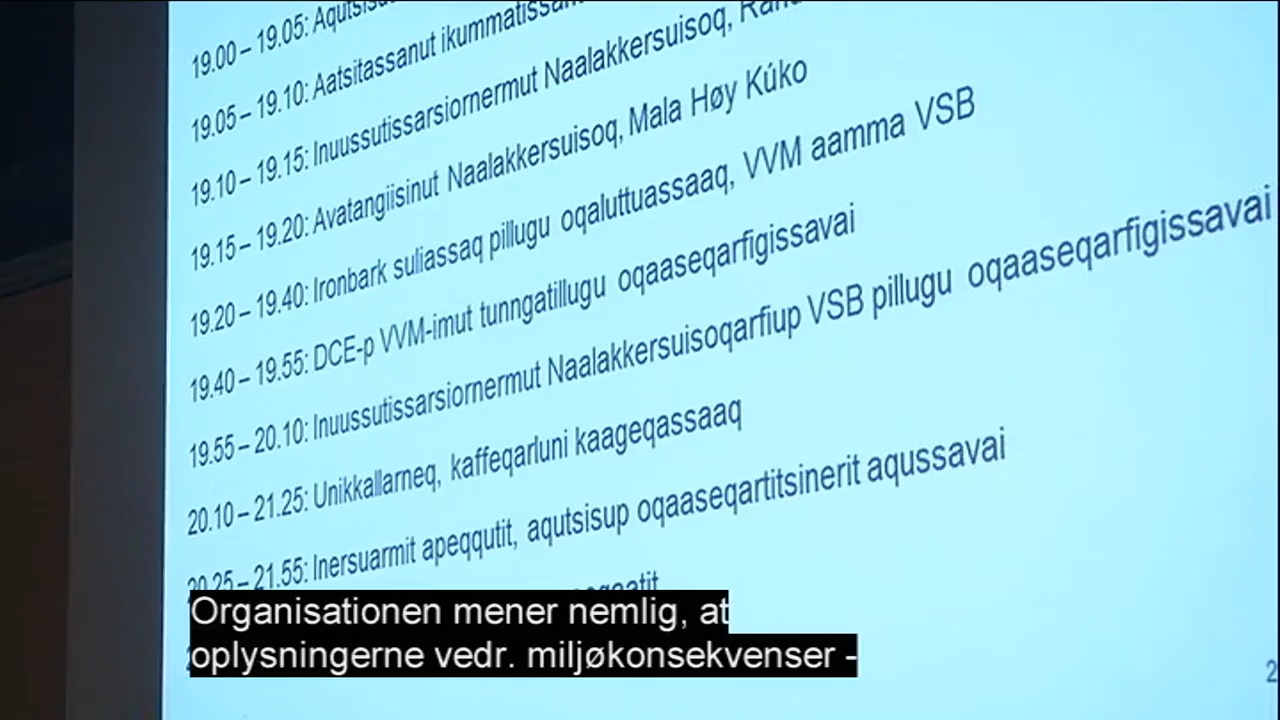 19.00 – 19.05:
19.05 – 19.10: Aatsitassanut
19.10 – 19.15: Inuussutissarsiornermut Naalakkersuisoq,
19.15 – 19.20: Avatangiisinut Naalakkersuisoq, Mala Høy Kúko
19.20 – 19.40: Ironbark suliassaq pillugu oqaluttuassaaq, VVM aamma VSB
19.40 – 19.55: DCE-p VVM-imut tunngatillugu oqaaseqarfigissavai
19.55 – 20.10: Inuussutissarsiornermut Naalakkersuisoqarfiup VSB pillugu oqaaseqarfigissavai
20.10 – 21.25: Unikkallarneq, kaffeqarluni kaageqassaaq
20.25 – 21.55: Inersuarmit apeqqutit, aqutsisup oqaaseqartitsinerit aqussavai
Organisationen mener nemlig, at
oplysningerne vedr. miljøkonsekvenser -
2